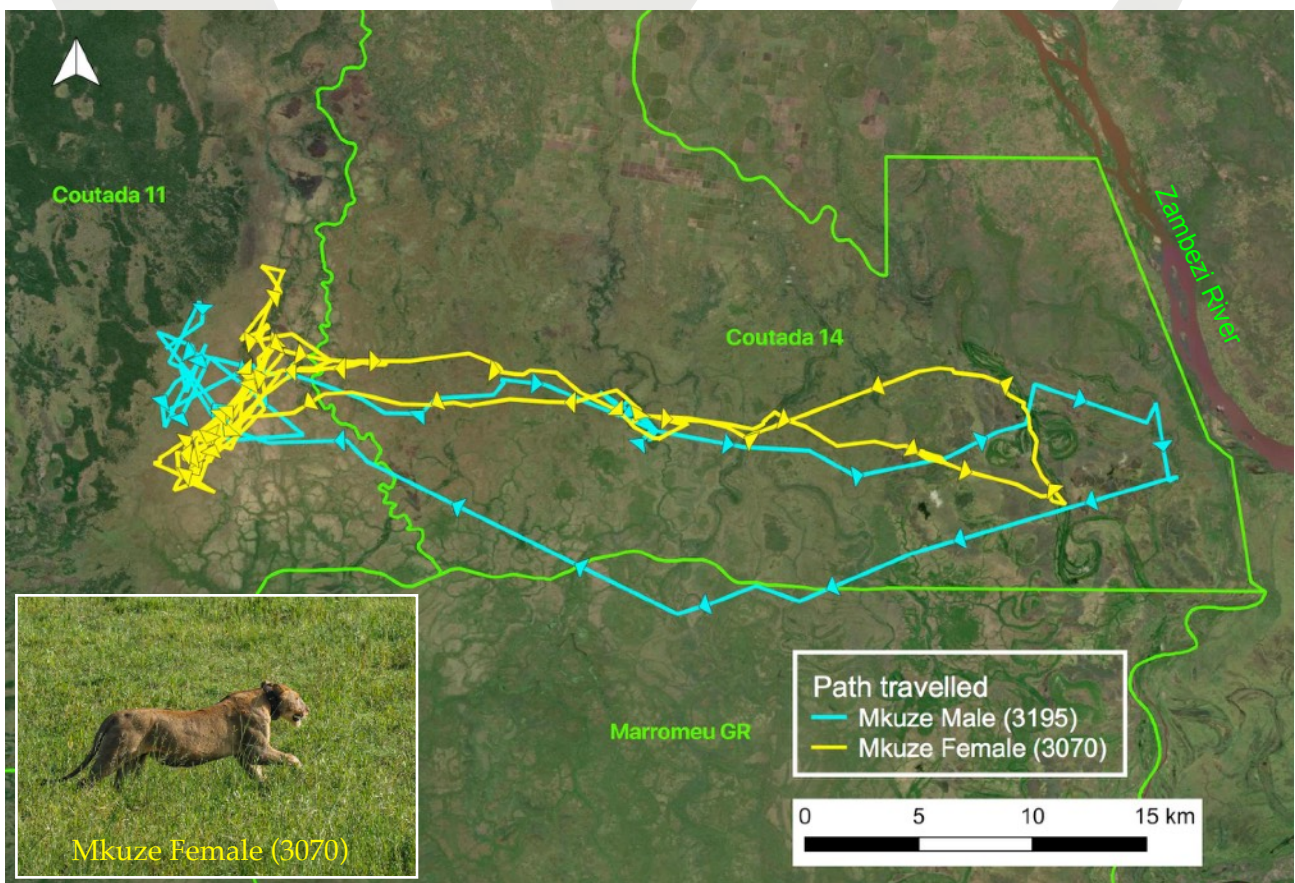 Coutada 11
Zambezi River
Coutada 14
Marromeu GR
Path travelled
Mkuze Male (3195)
Mkuze Female (3070)
0 5 10 15 km
Mkuze Female (3070)